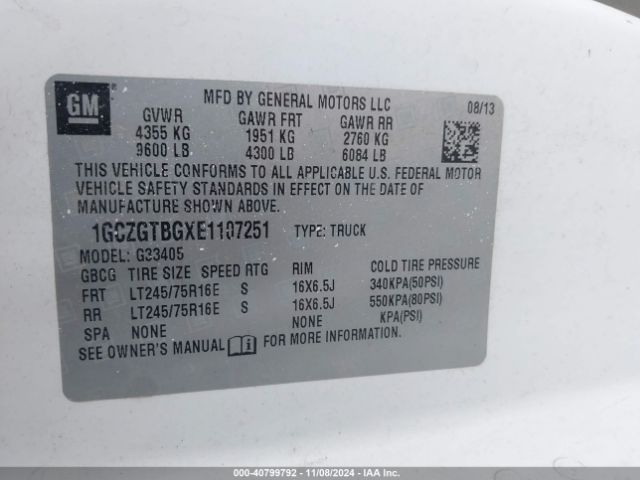 GM
MFD BY GENERAL MOTORS LLC 08/13
GVWR GAWR FRT GAWR RR
4355 KG 1951 KG 2760 KG
9600 LB 4300 LB 6084 LB
THIS VEHICLE CONFORMS TO ALL APPLICABLE U.S. FEDERAL MOTOR
VEHICLE SAFETY STANDARDS IN EFFECT ON THE DATE OF
MANUFACTURE SHOWN ABOVE.
1GCZGTBGXE1107251 TYPE: TRUCK
MODEL: G33405
GBCG TIRE SIZE SPEED RTG RIM COLD TIRE PRESSURE
FRT LT245/75R16E S 16X6.5J 340KPA(50PSI)
RR LT245/75R16E S 16X6.5J 550KPA(80PSI)
SPA NONE NONE KPA(PSI)
SEE OWNER'S MANUAL FOR MORE INFORMATION.
000-40799792 - 11/08/2024 - IAA Inc.